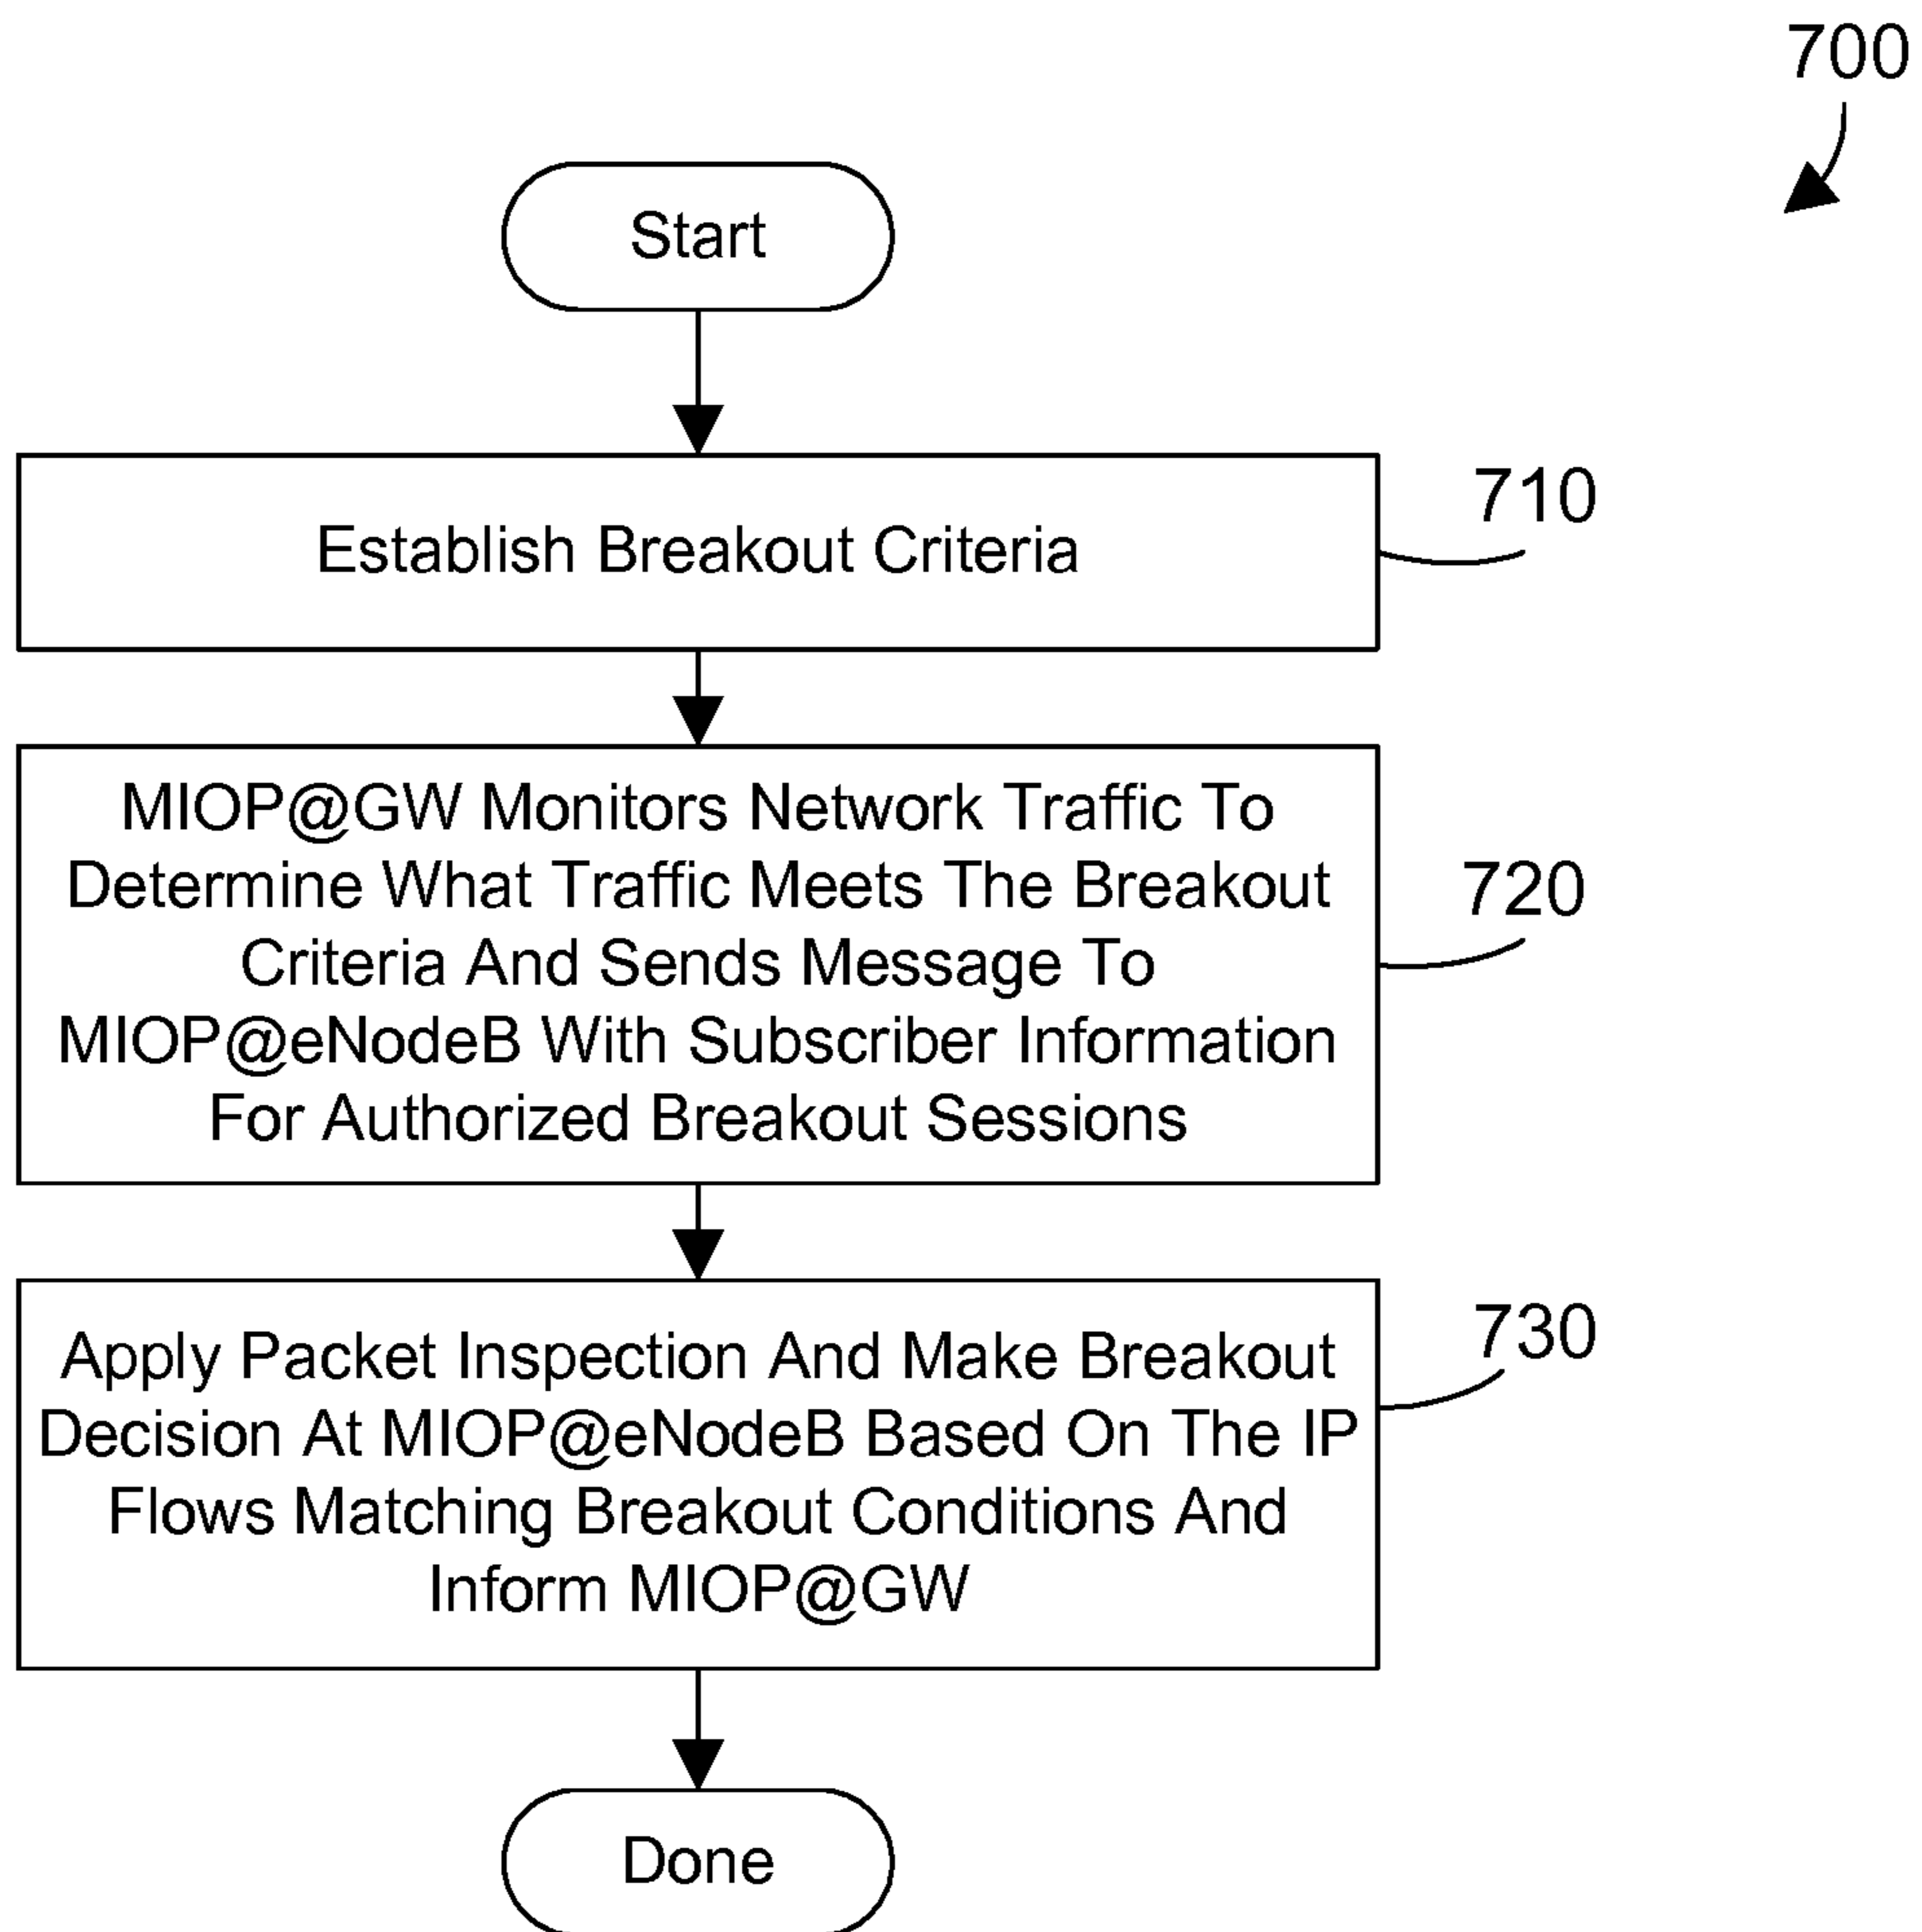 700
Start
Establish Breakout Criteria
710
MIOP@GW Monitors Network Traffic To
Determine What Traffic Meets The Breakout
Criteria And Sends Message To
MIOP@eNodeB With Subscriber Information
For Authorized Breakout Sessions
720
Apply Packet Inspection And Make Breakout
Decision At MIOP@eNodeB Based On The IP
Flows Matching Breakout Conditions And
Inform MIOP@GW
730
Done